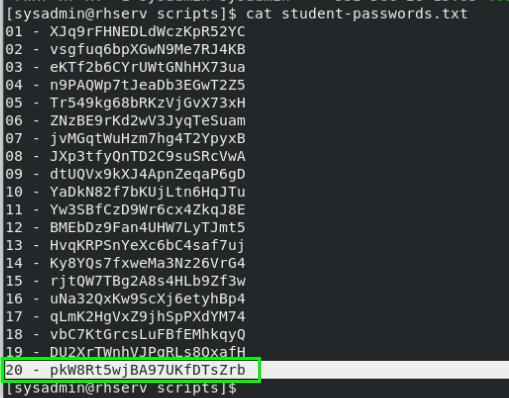 [sysadmin@rhserv scripts]$ cat student-passwords.txt
01 - XJq9rFHNEDLdWczKpR52YC
02 - vsgfuq6bpXGwN9Me7RJ4KB
03 - eKTf2b6CYrUWtGNhHX73ua
04 - n9PAQWp7tJeaDb3EGwT2Z5
05 - Tr549kg68bRKzVjGvX73xH
06 - ZNzBE9rKd2wV3JyqTeSuam
07 - jvMGqtWuHzm7hg4T2YpyxB
08 - JXp3tfyQnTD2C9suSRcVwA
09 - dtUQVx9kXJ4ApnZeqaP6gD
10 - YaDkN82f7bKUjLtn6HqJTu
11 - Yw3SBfCzD9Wr6cx4ZkqJ8E
12 - BMEbDz9Fan4UHW7LyTJmt5
13 - HvqKRPSnYeXc6bC4saf7uj
14 - Ky8YQs7fxweMa3Nz26VrG4
15 - rjtQW7TBg2A8s4HLb9Zf3w
16 - uNa32QxKw9ScXj6etyhBp4
17 - qLmK2HgVxZ9jhSpPXdYM74
18 - vbC7KtGrcsLuFBfEMhkqyQ
19 - DU2XrTWnhVJPgRLs8QxafH
20 - pkW8Rt5wjBA97UKfDTsZrb
[sysadmin@rhserv scripts]$